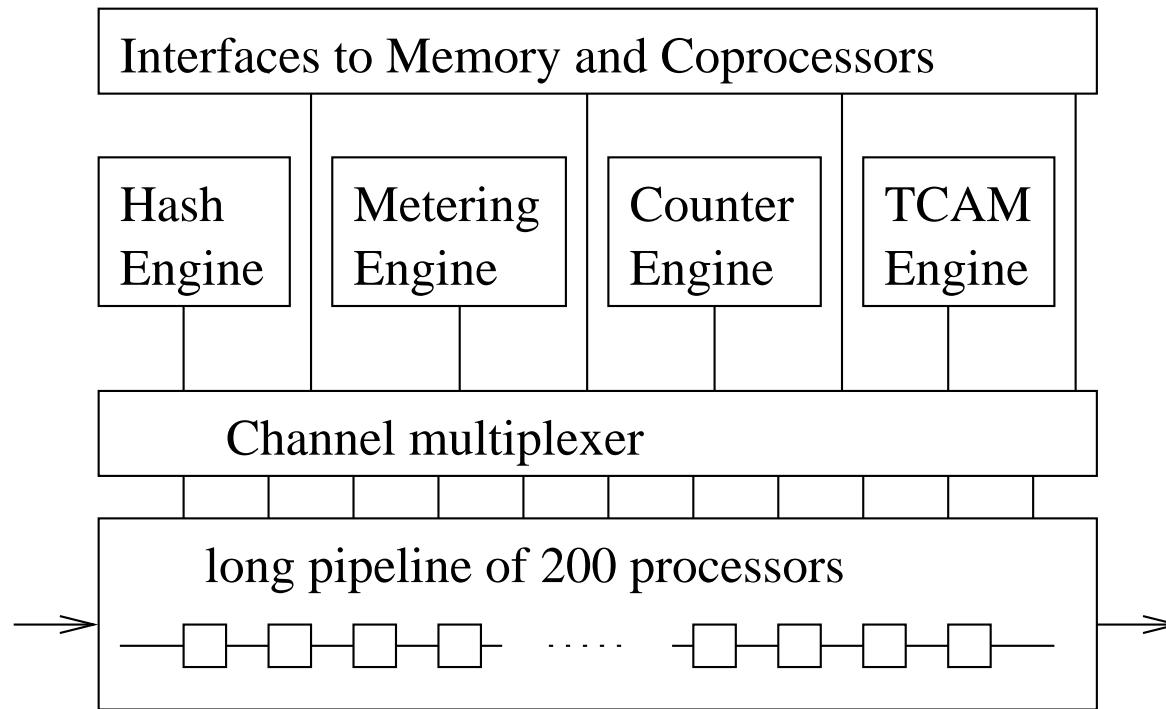 Interfaces to Memory and Coprocessors
Hash
Engine
Metering
Engine
Counter
Engine
TCAM
Engine
Channel multiplexer
long pipeline of 200 processors